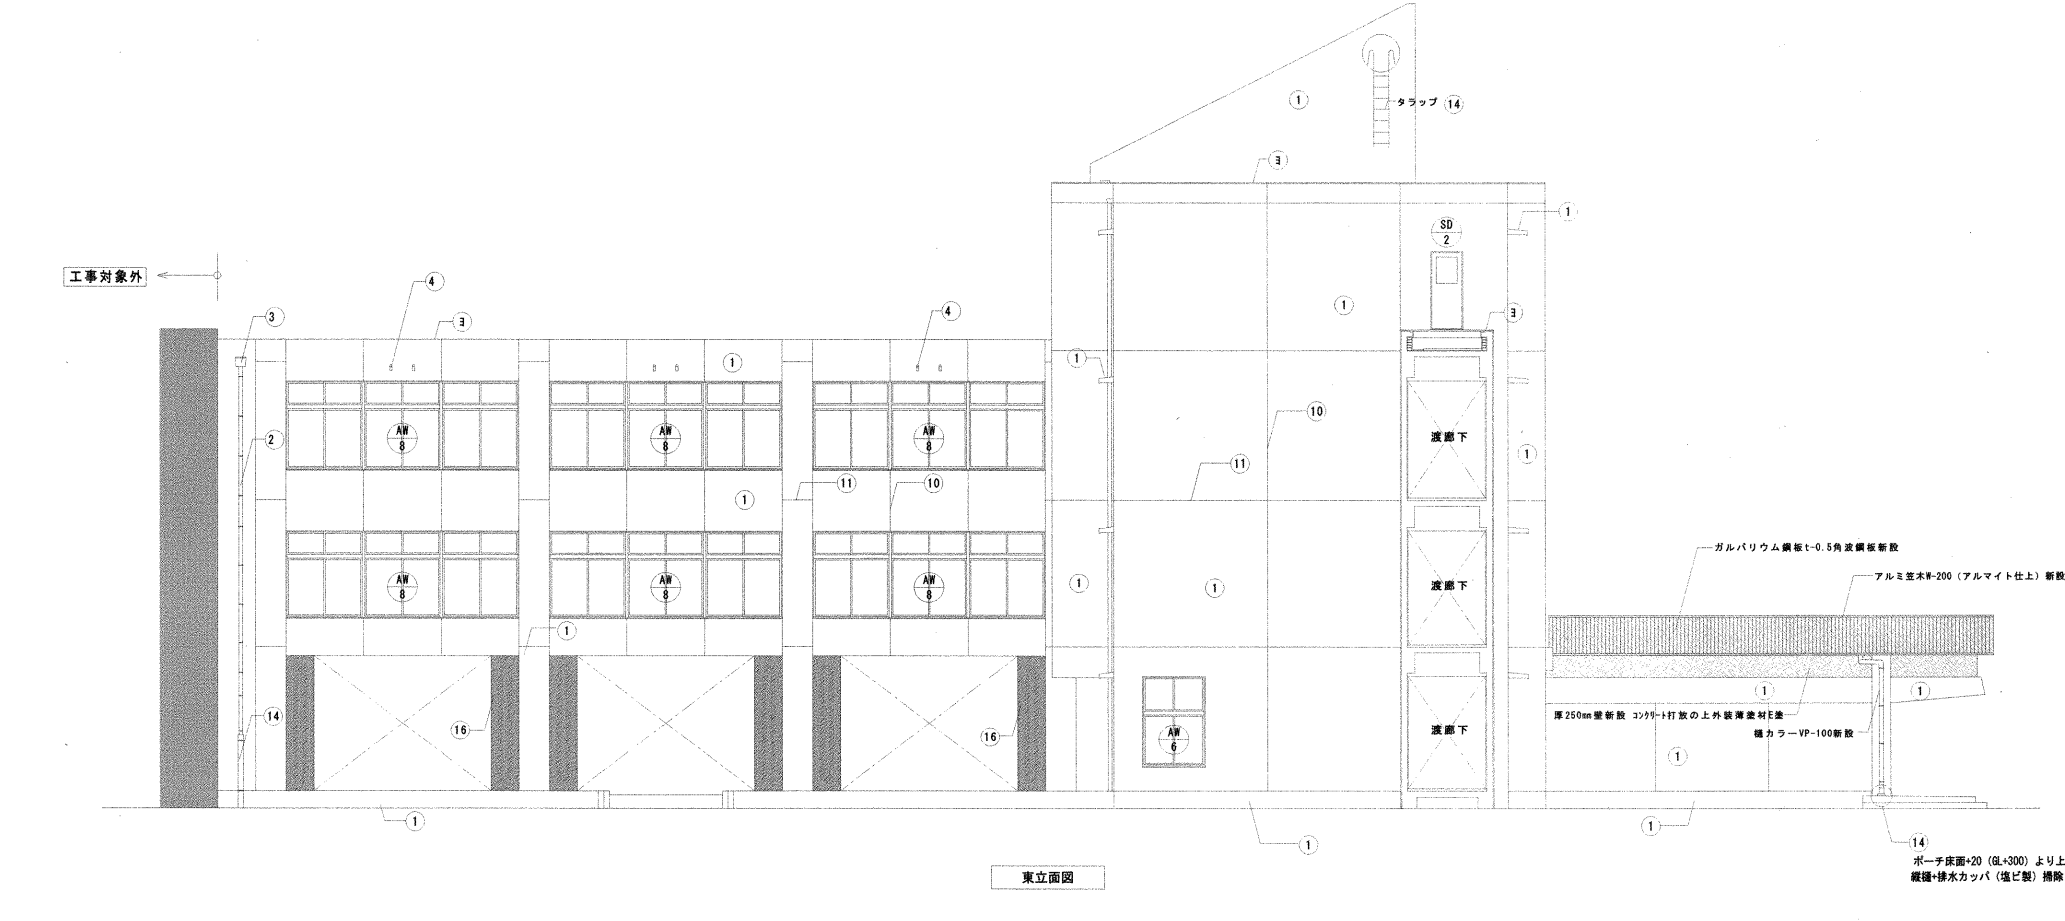 1
タラップ 14
ヨ
1
SD
2
工事対象外
4
1
4
3
ヨ
ヨ
1
1
10
AW
8
AW
8
AW
8
2
渡廊下
1
11
11
10
1
ガルバリウム鋼板t-0.5角波鋼板新設
アルミ笠木W-200（アルマイト仕上）新設
1
1
AW
8
AW
8
AW
8
渡廊下
1
1
1
14
厚250mm壁新設 コンクリート打放の上外装薄塗材E塗
16
16
渡廊下
樋カラーVP-100新設
AW
6
1
1
1
1
14
ポーチ床面+20（GL+300）より上
縦樋+排水カッパ（塩ビ製）掃除
東立面図